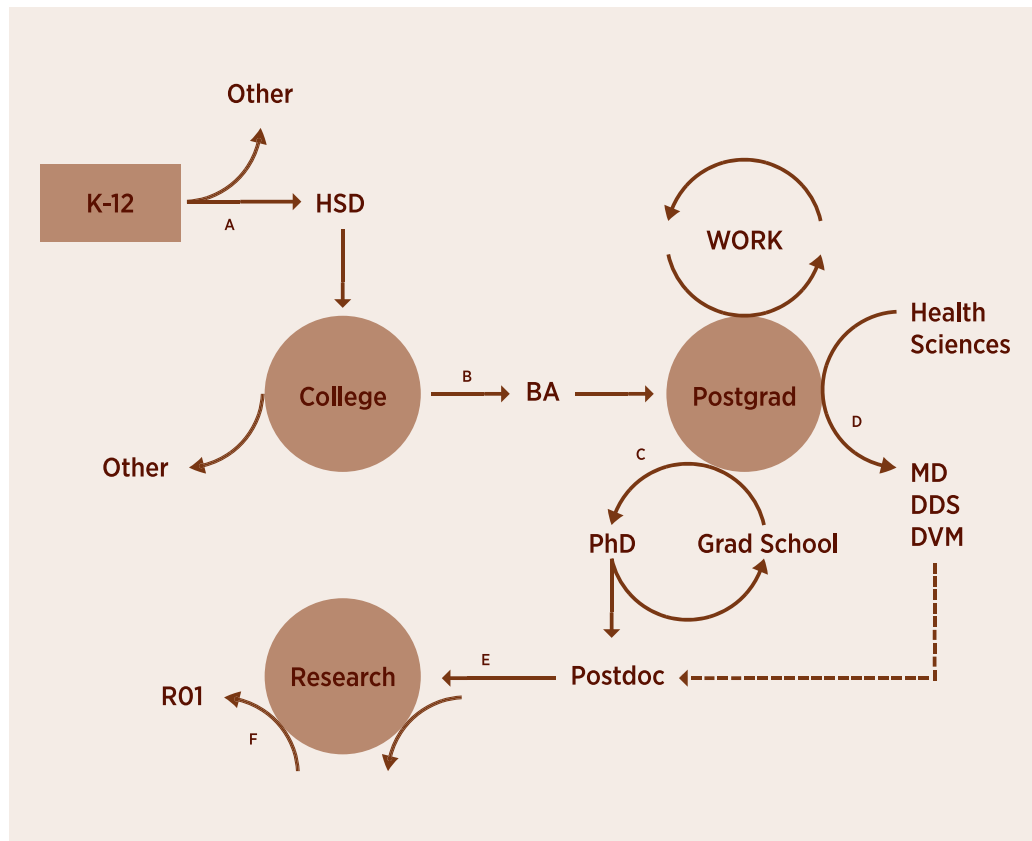 Other
K-12
A
HSD
WORK
Health
Sciences
College
B
BA
Postgrad
D
Other
C
MD
DDS
DVM
PhD
Grad School
Research
E
Postdoc
R01
F